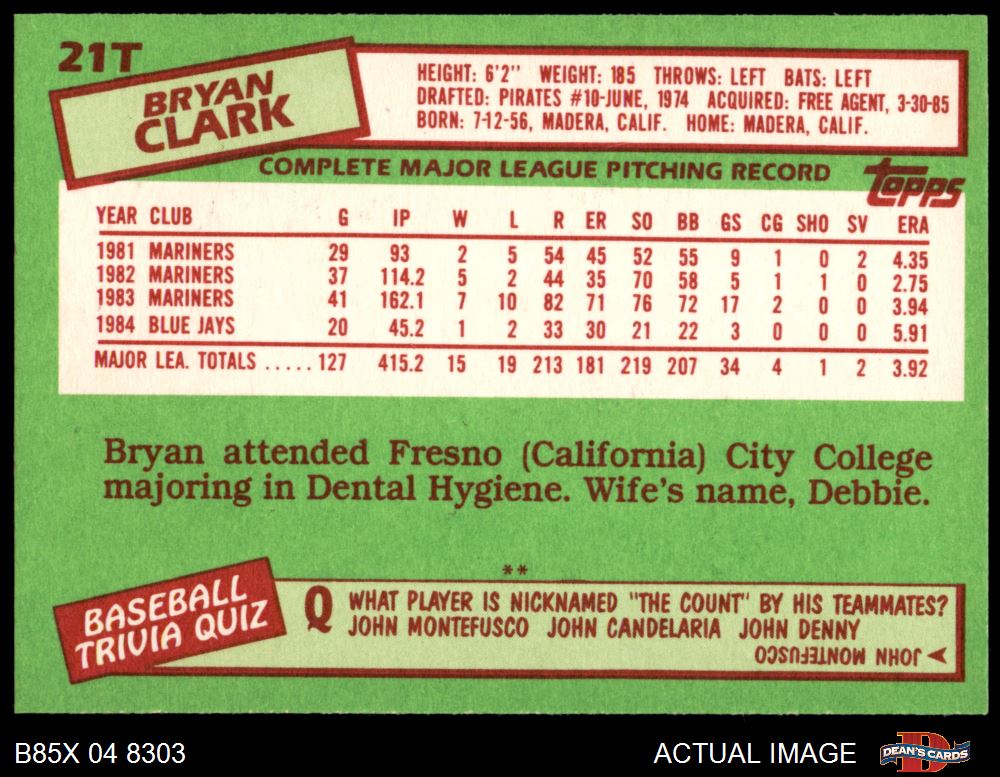 21T
BRYAN
CLARK
HEIGHT: 6'2" WEIGHT: 185 THROWS: LEFT BATS: LEFT
DRAFTED: PIRATES #10-JUNE, 1974 ACQUIRED: FREE AGENT, 3-30-85
BORN: 7-12-56, MADERA, CALIF. HOME: MADERA, CALIF.
COMPLETE MAJOR LEAGUE PITCHING RECORD
topps
YEAR CLUB G IP W L R ER SO BB GS CG SHO SV ERA
1981 MARINERS 29 93 2 5 54 45 52 55 9 1 0 2 4.35
1982 MARINERS 37 114.2 5 2 44 35 70 58 5 1 1 0 2.75
1983 MARINERS 41 162.1 7 10 82 71 76 72 17 2 0 0 3.94
1984 BLUE JAYS 20 45.2 1 2 33 30 21 22 3 0 0 0 5.91
MAJOR LEA. TOTALS ..... 127 415.2 15 19 213 181 219 207 34 4 1 2 3.92
Bryan attended Fresno (California) City College
majoring in Dental Hygiene. Wife's name, Debbie.
**
BASEBALL
TRIVIA QUIZ
Q WHAT PLAYER IS NICKNAMED "THE COUNT" BY HIS TEAMMATES?
JOHN MONTEFUSCO JOHN CANDELARIA JOHN DENNY
JOHN MONTEFUSCO
B85X 04 8303
ACTUAL IMAGE
D
DEAN'S CARDS